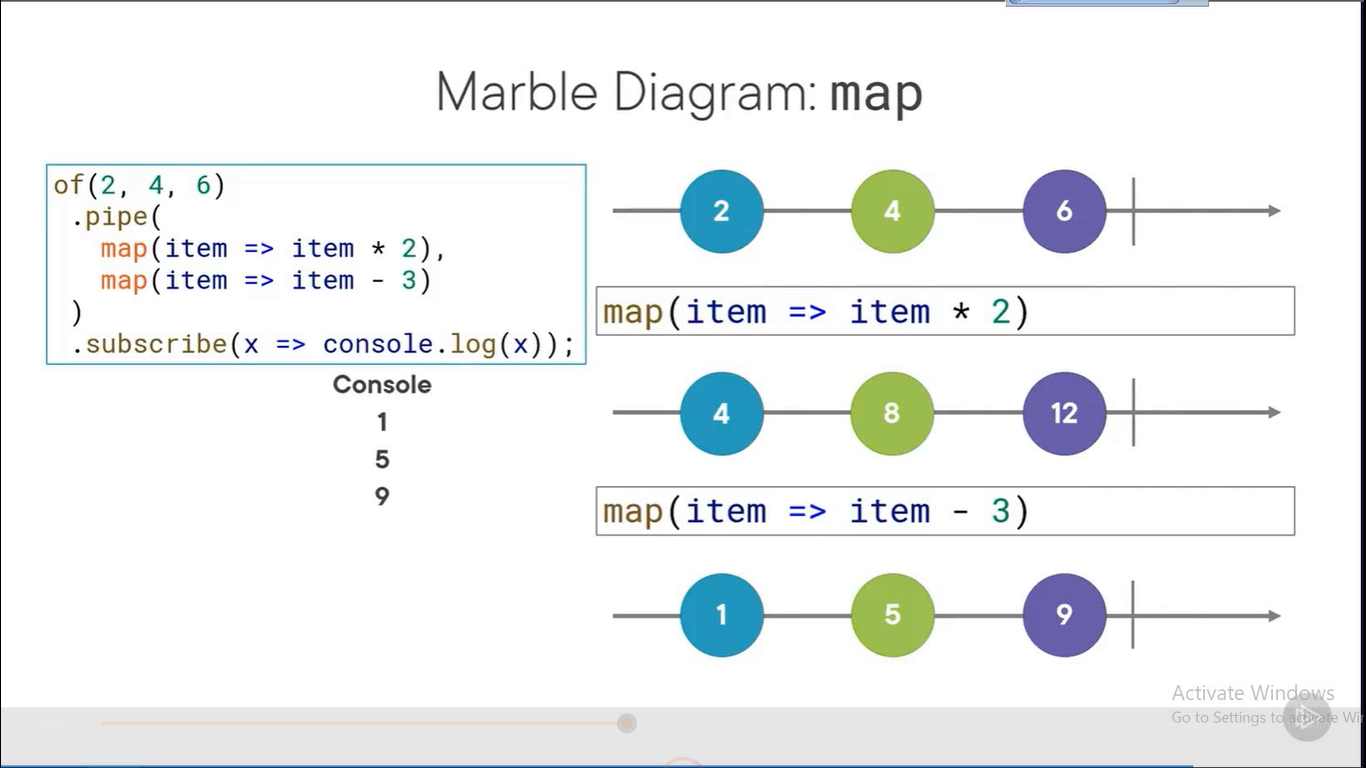 Marble Diagram: map
of(2, 4, 6)
.pipe(
map(item => item * 2),
map(item => item - 3)
)
.subscribe(x => console.log(x));
Console
1
5
9
2 4 6
map(item => item * 2)
4 8 12
map(item => item - 3)
1 5 9
Activate Windows
Go to Settings to activate Wi